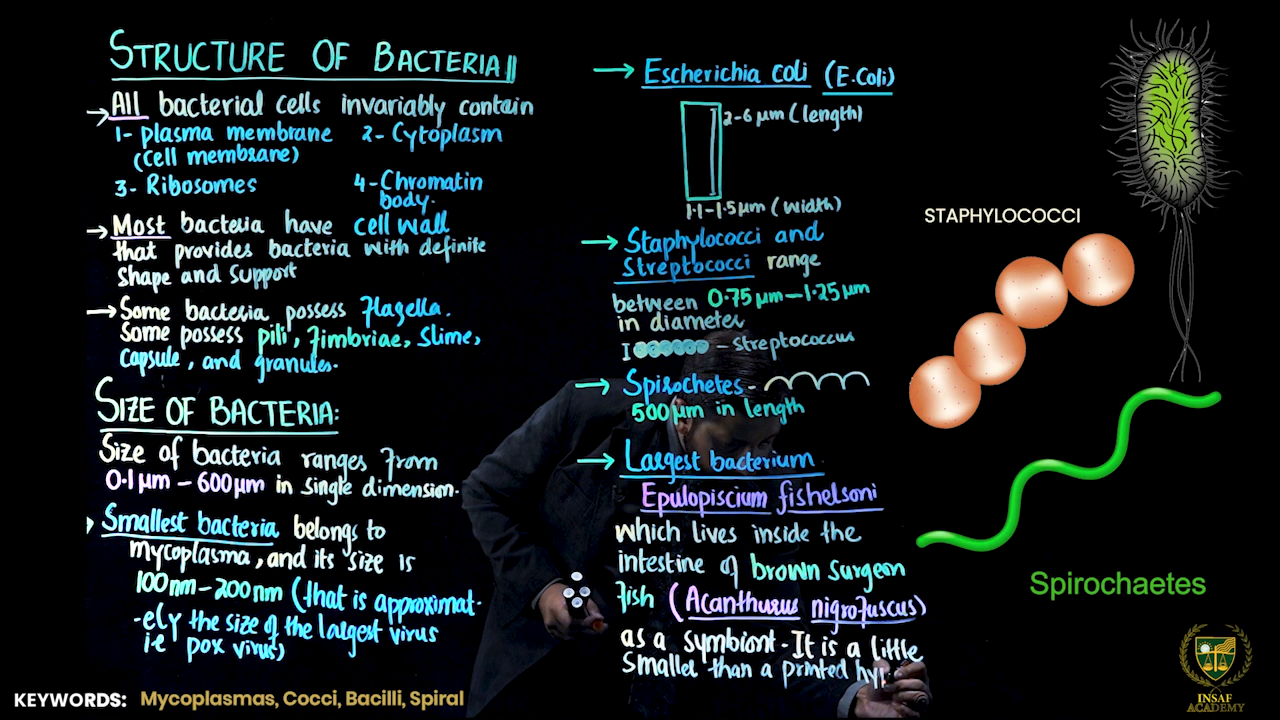 STRUCTURE OF BACTERIA
All bacterial cells invariably contain
1- plasma membrane 2- Cytoplasm
(cell membrane)
3- Ribosomes 4- Chromatin
body.
Most bacteria have cell wall
that provides bacteria with definite
shape and support
Some bacteria possess flagella.
Some possess pili, fimbriae, slime,
capsule, and granules.
SIZE OF BACTERIA:
Size of bacteria ranges from
0.1 µm – 600 µm in single dimension.
Smallest bacteria belongs to
mycoplasma, and its size is
100 nm – 200 nm (that is approximat-
-ely the size of the largest virus
i.e pox virus)
Escherichia coli (E.Coli)
2-6 µm (length)
1.1-1.5 µm (width)
Staphylococci and
Streptococci range
between 0.75 µm – 1.25 µm
in diameter
streptococcus
Spirochetes -
500 µm in length
Largest bacterium
Epulopiscium fishelsoni
which lives inside the
intestine of brown surgeon
fish (Acanthurus nigrofuscus)
as a symbiont - It is a little
smaller than a printed hy
STAPHYLOCOCCI
Spirochaetes
INSAF
ACADEMY
KEYWORDS: Mycoplasmas, Cocci, Bacilli, Spiral